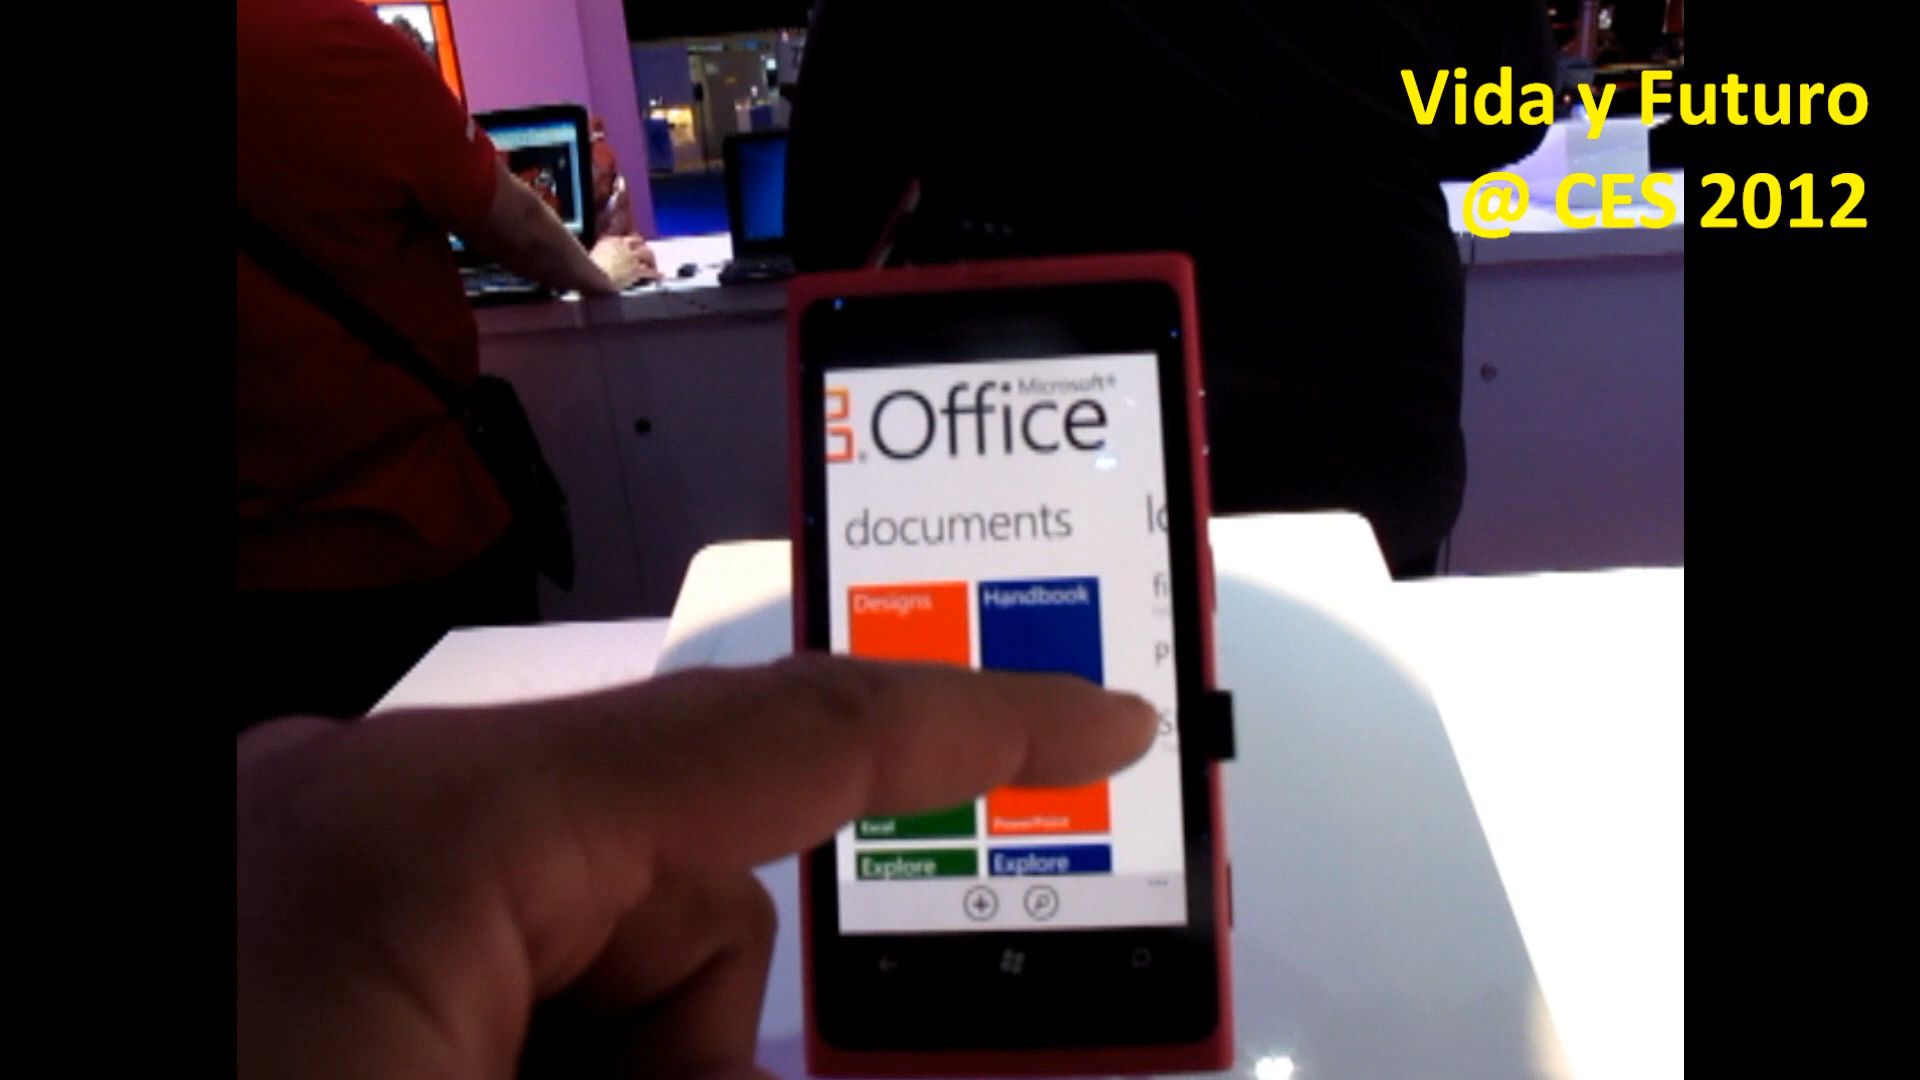 Vida y Futuro
@ CES 2012
Microsoft®
Office
documents
Designs
Handbook
Excel
PowerPoint
Explore
Explore